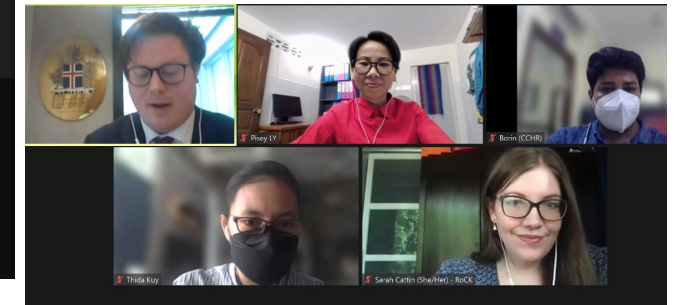 Pisey LY
Borin (CCHR)
Thida Kuy
Sarah Cattin (She/Her) - RoCK